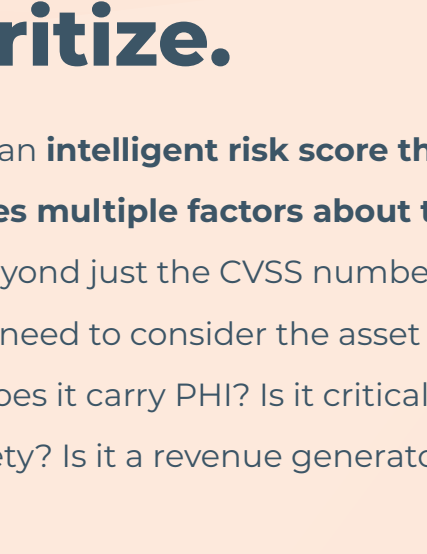 ritize.
an intelligent risk score th
es multiple factors about t
yond just the CVSS numbe
need to consider the asset
oes it carry PHI? Is it critical
ety? Is it a revenue generato